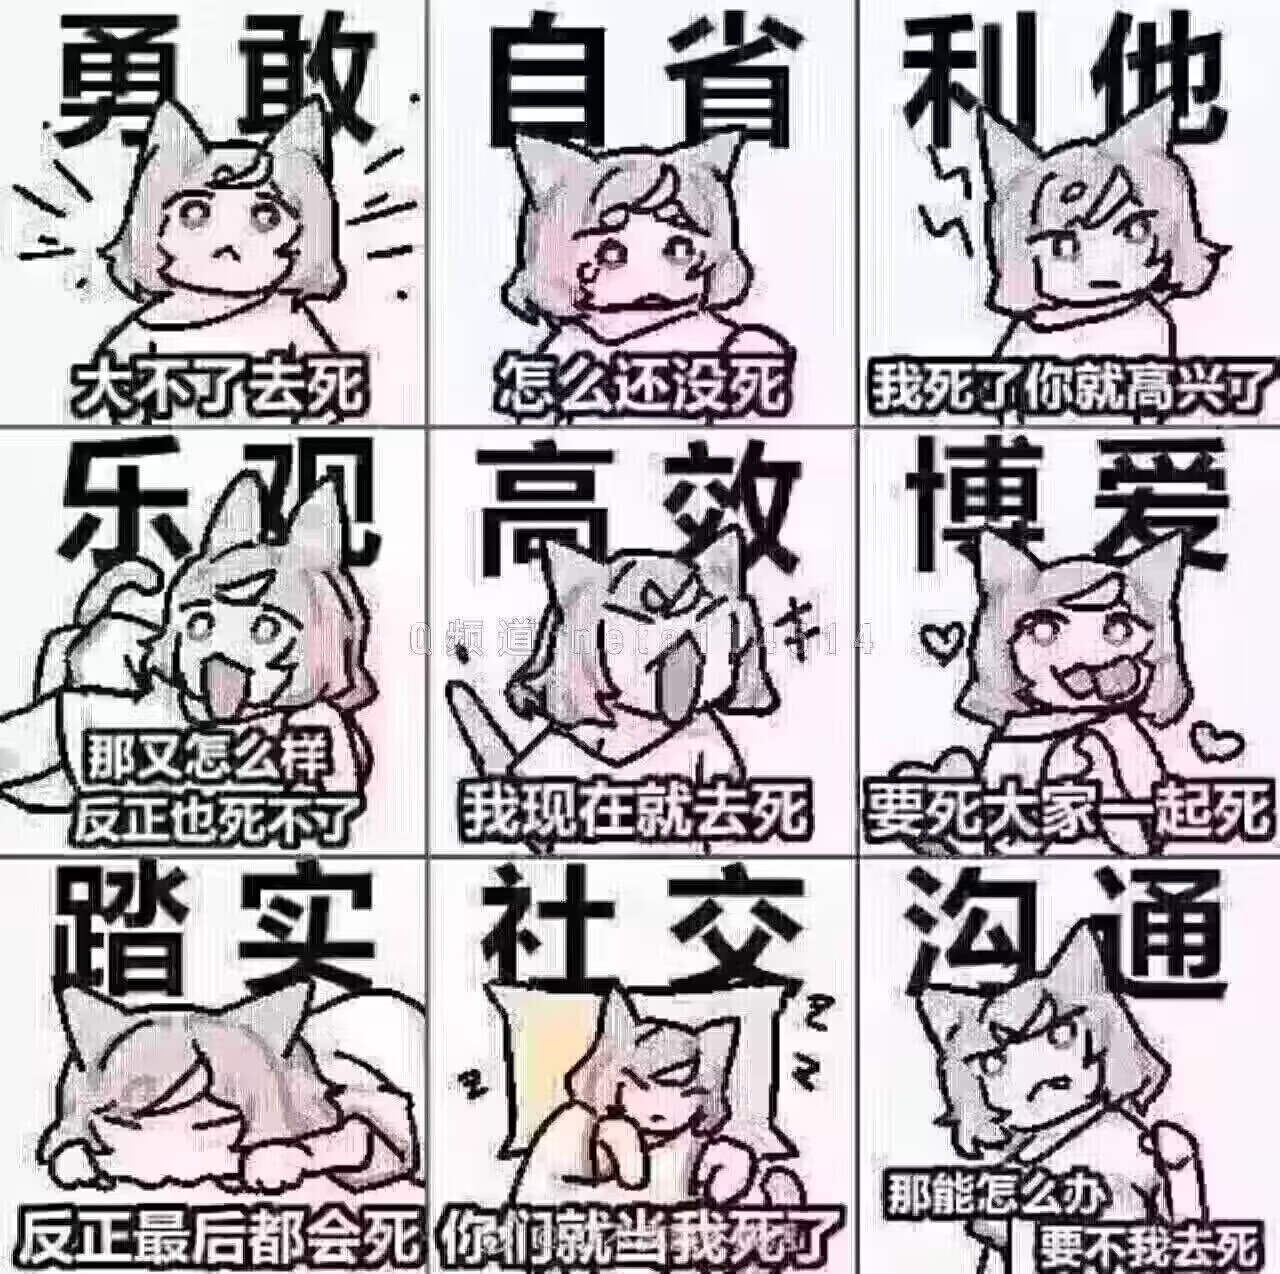 勇敢
大不了去死
自省
怎么还没死
利他
我死了你就高兴了
乐观
那又怎么样
反正也死不了
高效
我现在就去死
博爱
要死大家一起死
踏实
反正最后都会死
社交
你们就当我死了
沟通
那能怎么办
要不我去死